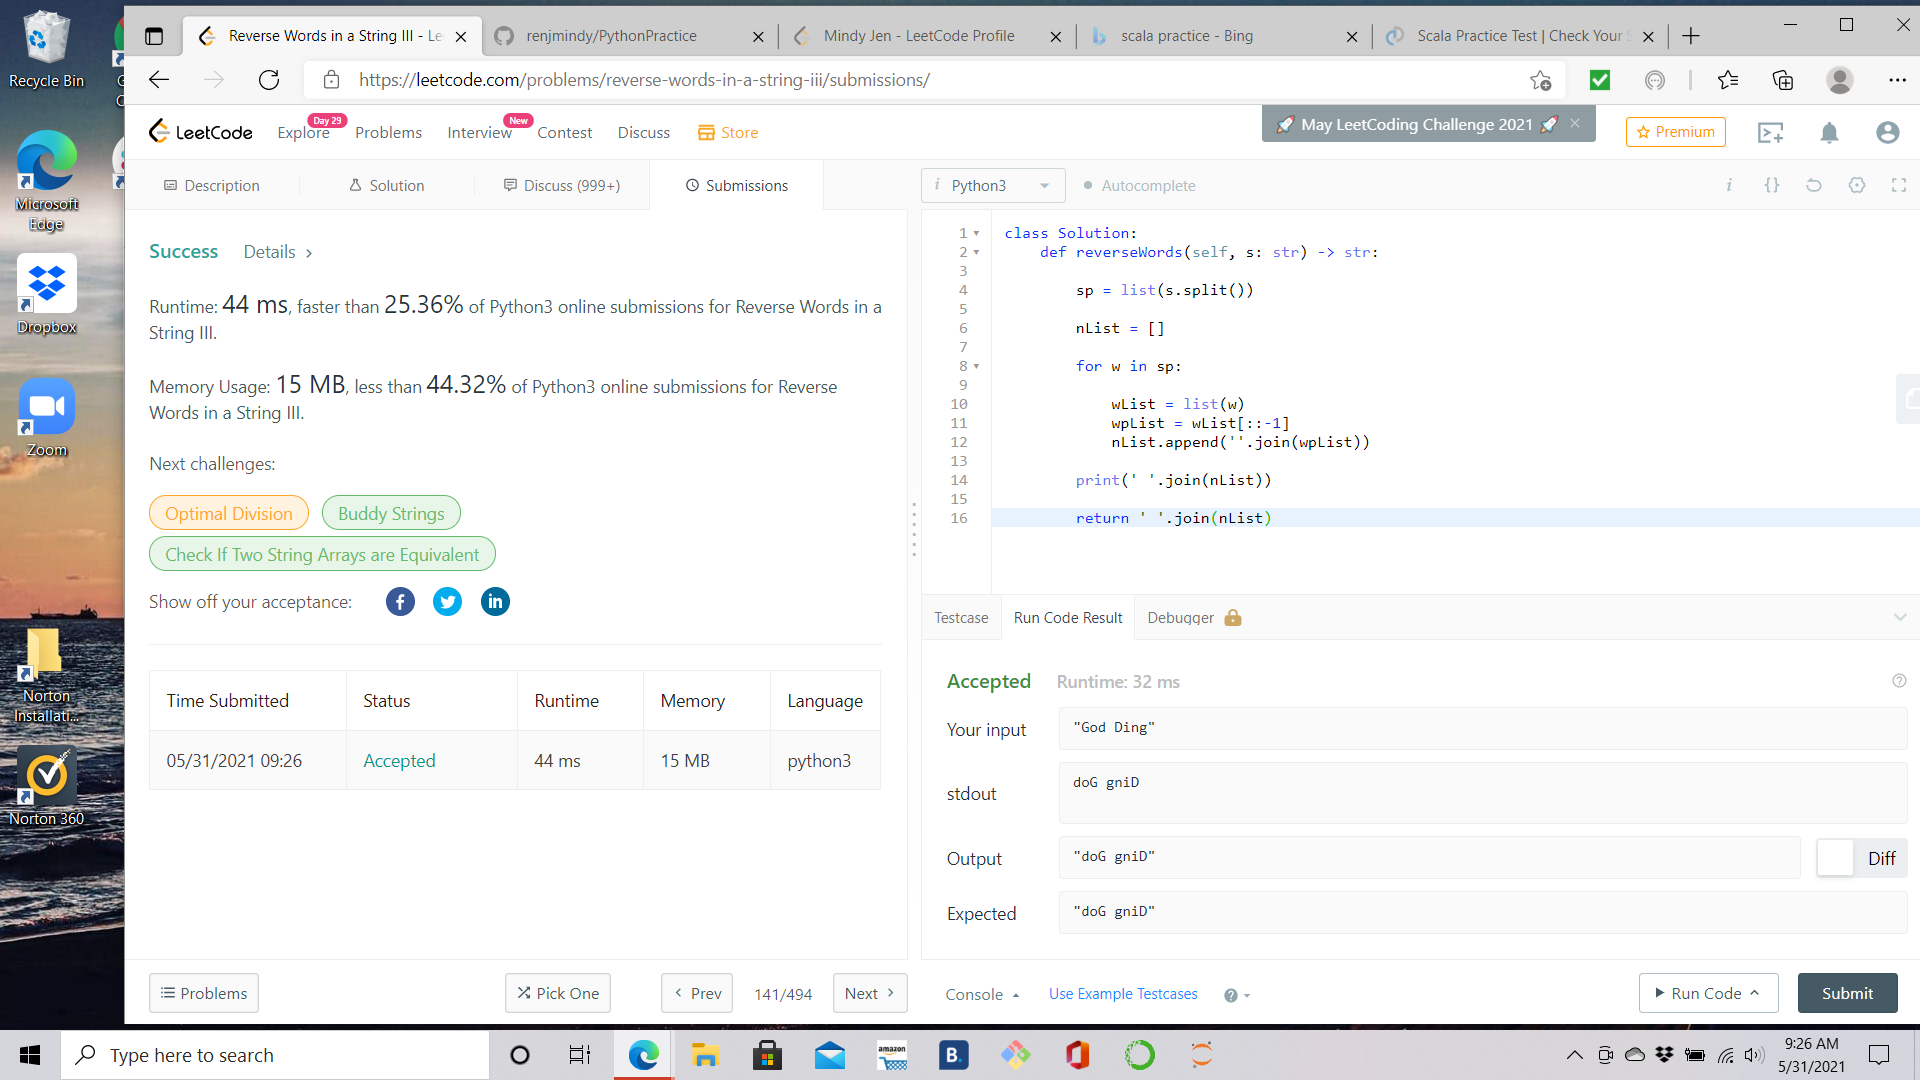 Recycle Bin
Microsoft
Edge
Dropbox
Zoom
Norton
Installati...
Norton 360
Reverse Words in a String III - Le
renjmindy/PythonPractice
Mindy Jen - LeetCode Profile
scala practice - Bing
Scala Practice Test | Check Your S
https://leetcode.com/problems/reverse-words-in-a-string-iii/submissions/
LeetCode
Explore
Day 29
Problems
Interview
New
Contest
Discuss
Store
🚀 May LeetCoding Challenge 2021 🚀
Premium
Description
Solution
Discuss (999+)
Submissions
i Python3
Autocomplete
Success Details
Runtime: 44 ms, faster than 25.36% of Python3 online submissions for Reverse Words in a
String III.
Memory Usage: 15 MB, less than 44.32% of Python3 online submissions for Reverse
Words in a String III.
Next challenges:
Optimal Division
Buddy Strings
Check If Two String Arrays are Equivalent
Show off your acceptance:
Time Submitted Status Runtime Memory Language
05/31/2021 09:26 Accepted 44 ms 15 MB python3
1 class Solution:
2 def reverseWords(self, s: str) -> str:
3
4 sp = list(s.split())
5
6 nList = []
7
8 for w in sp:
9
10 wList = list(w)
11 wpList = wList[::-1]
12 nList.append(''.join(wpList))
13
14 print(' '.join(nList))
15
16 return ' '.join(nList)
Testcase
Run Code Result
Debugger
Accepted Runtime: 32 ms
Your input "God Ding"
stdout doG gniD
Output "doG gniD" Diff
Expected "doG gniD"
Problems
Pick One
Prev
141/494
Next
Console
Use Example Testcases
Run Code
Submit
Type here to search
amazon
B.
9:26 AM
5/31/2021